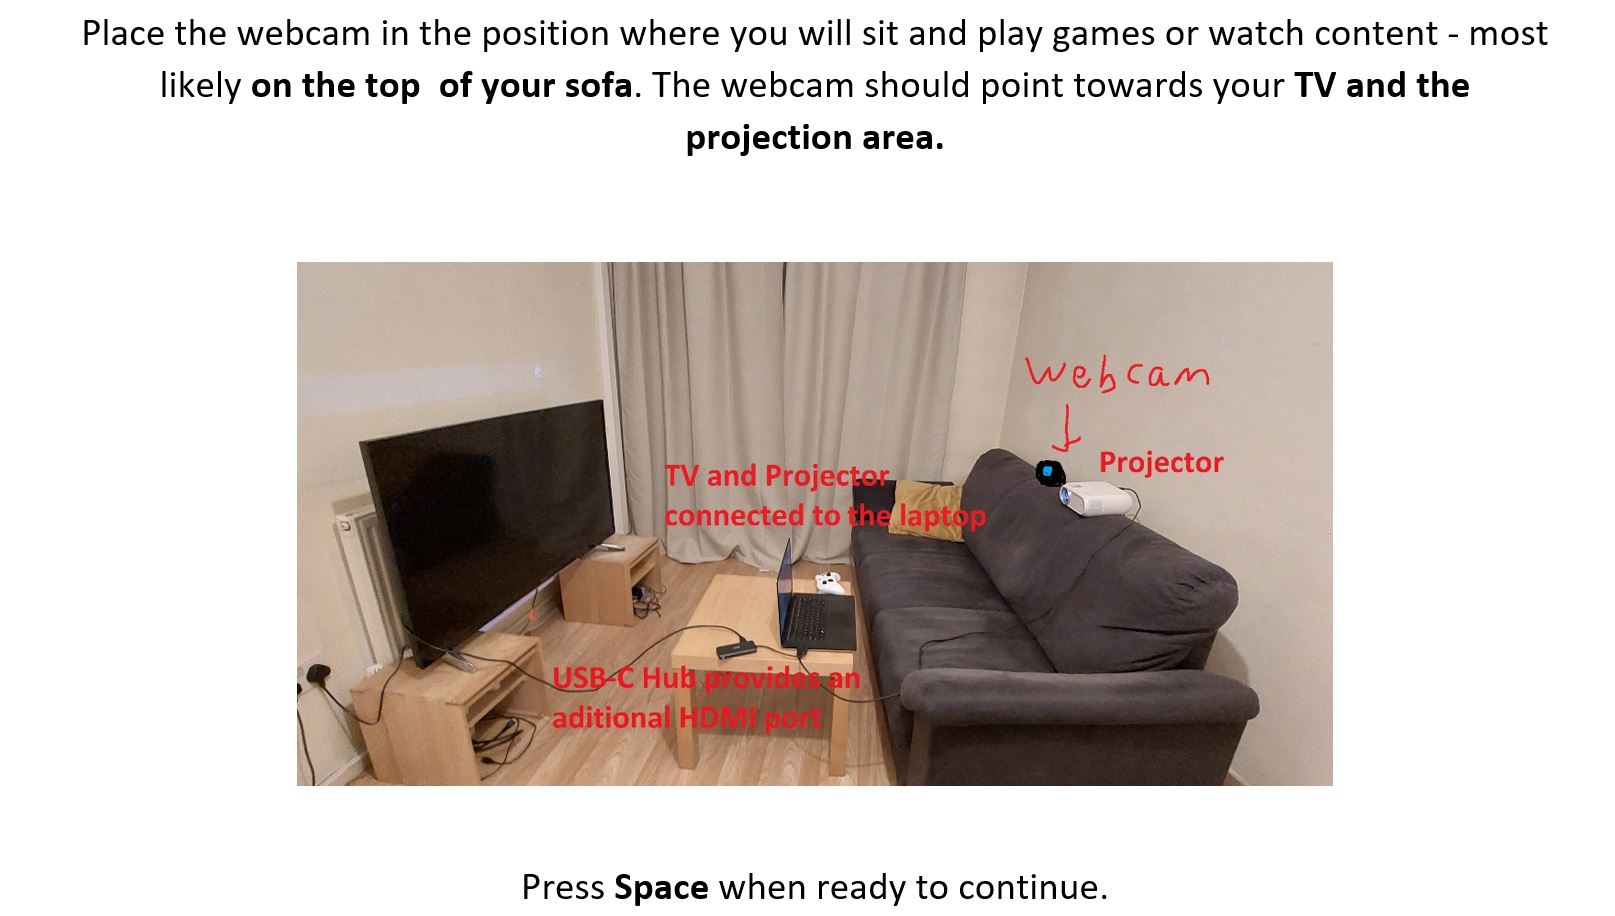 Place the webcam in the position where you will sit and play games or watch content - most
likely on the top  of your sofa. The webcam should point towards your TV and the
projection area.
Webcam
Projector
TV and Projector
connected to the laptop
USB-C Hub provides an
aditional HDMI port
Press Space when ready to continue.